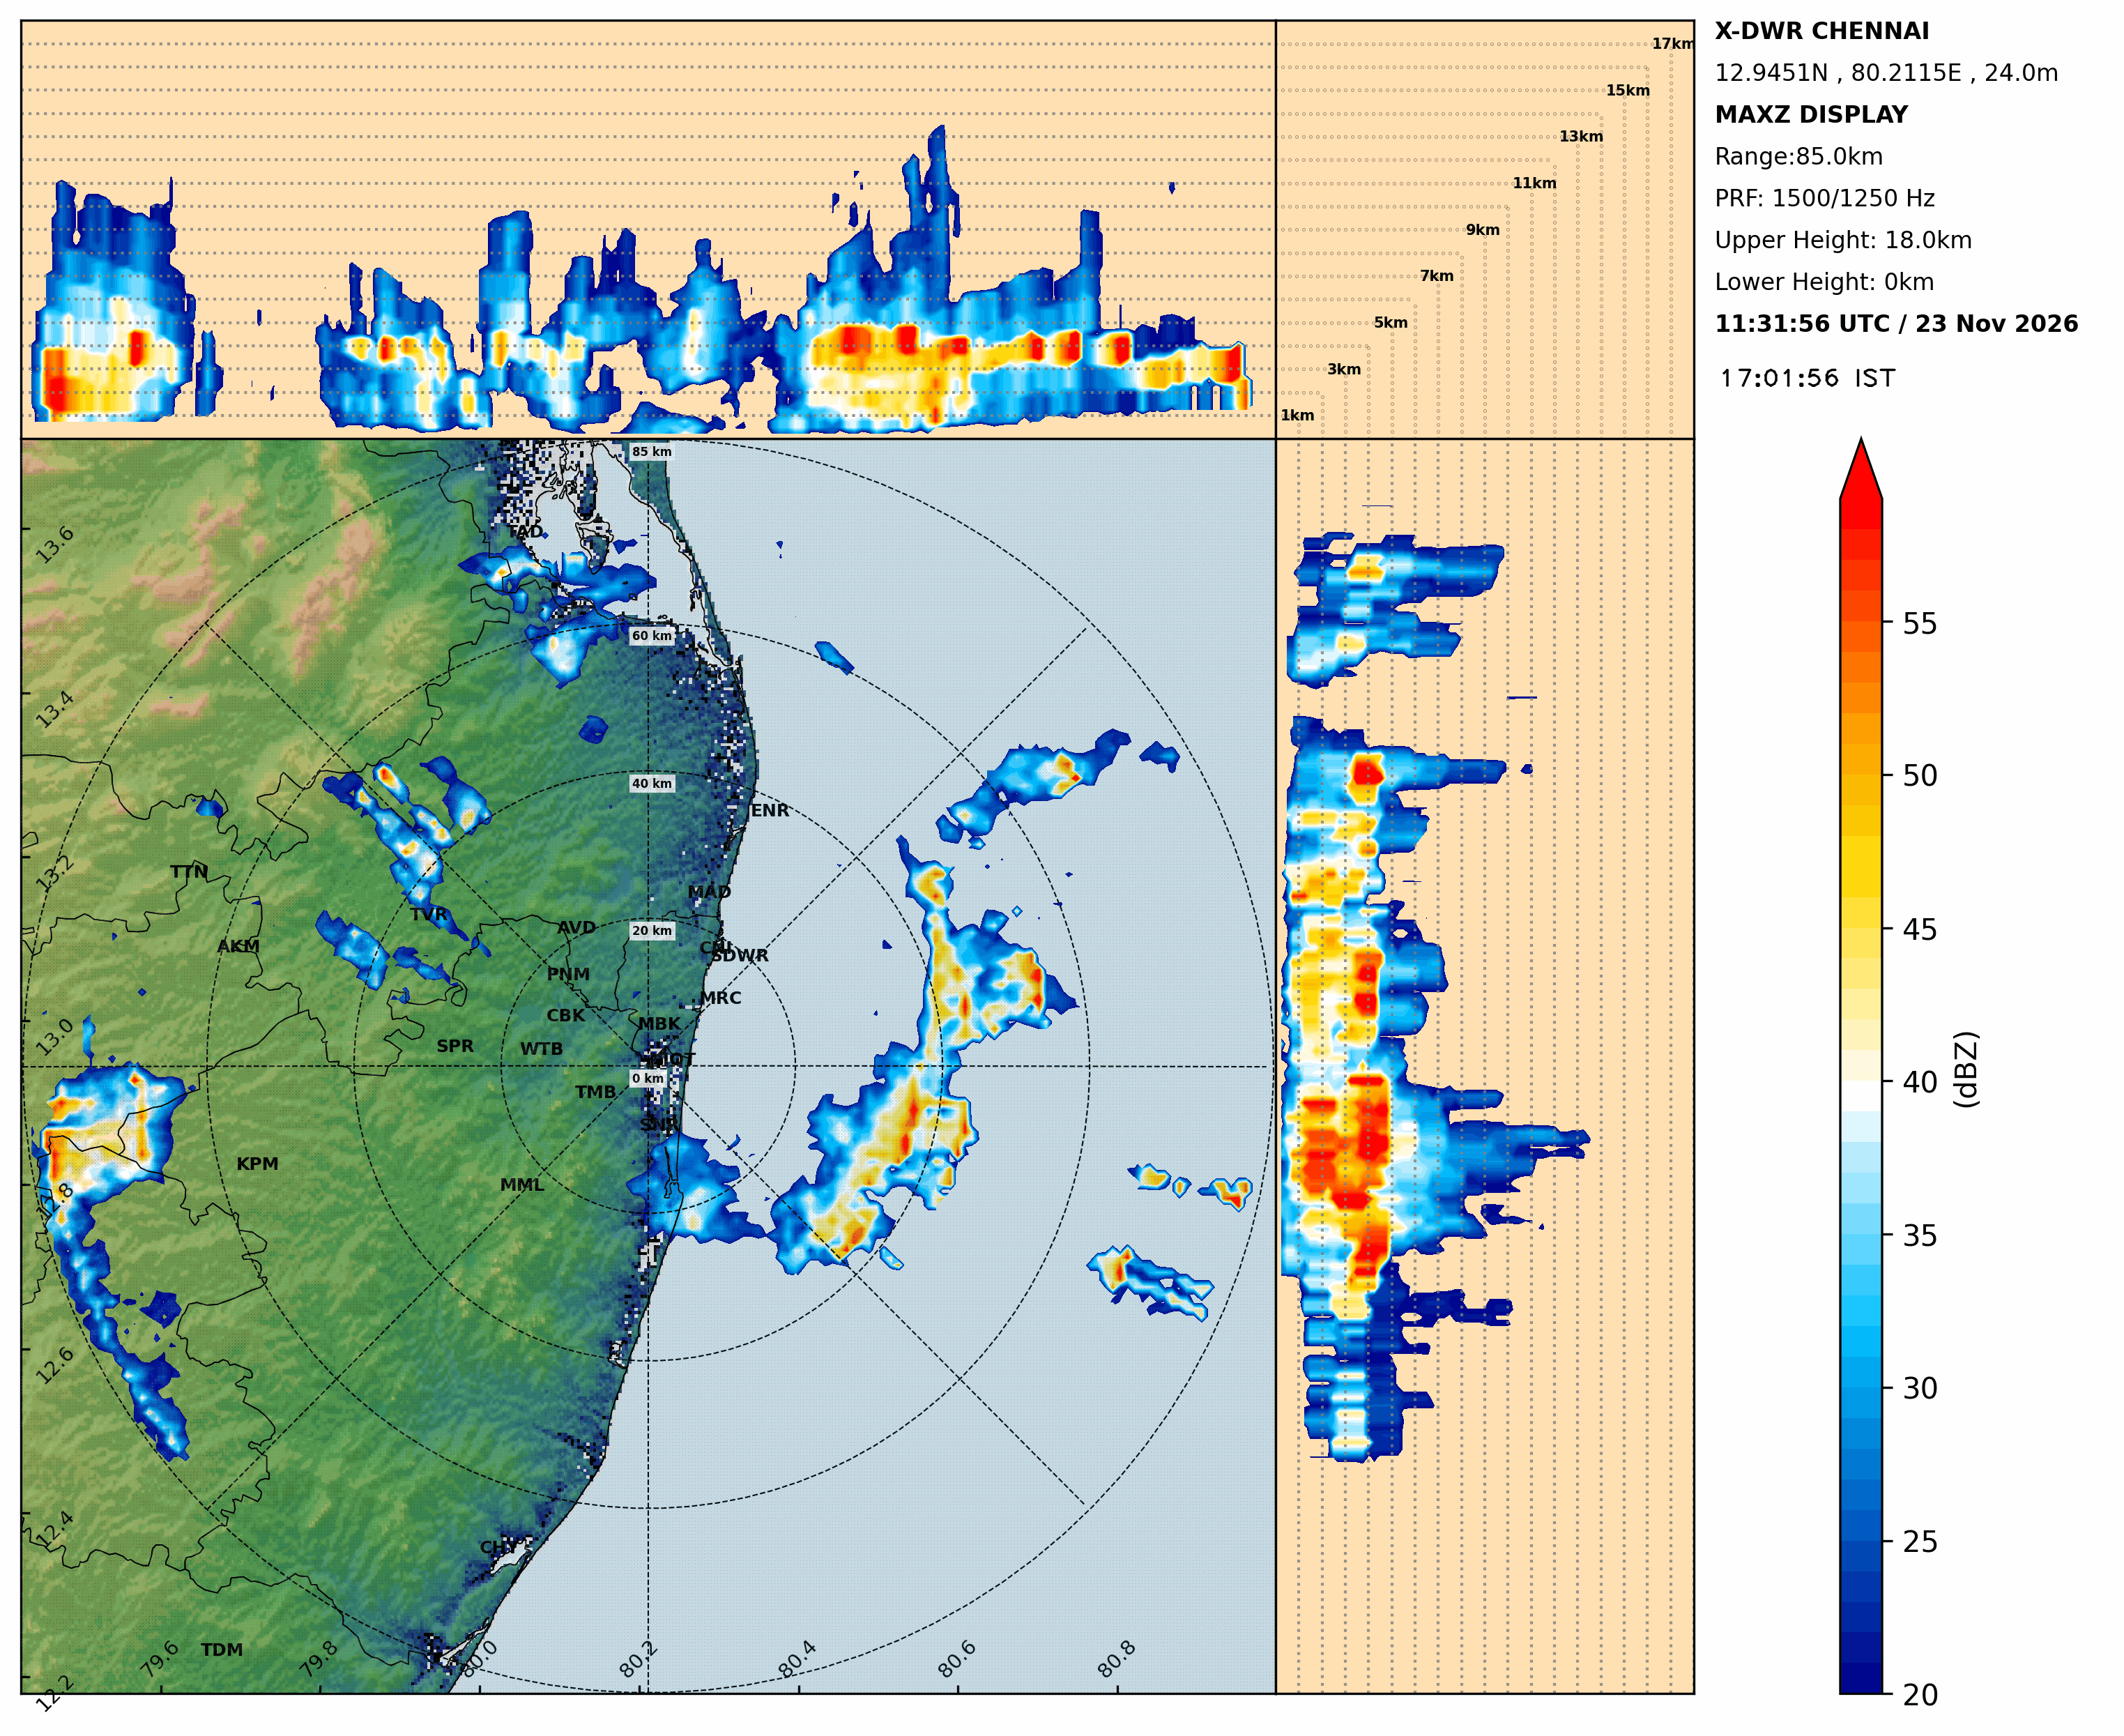 X-DWR CHENNAI
12.9451N , 80.2115E , 24.0m
MAXZ DISPLAY
Range:85.0km
PRF: 1500/1250 Hz
Upper Height: 18.0km
Lower Height: 0km
11:31:56 UTC / 23 Nov 2026
17:01:56 IST
17km
15km
13km
11km
9km
7km
5km
3km
1km
85 km
TAD
13.6
60 km
13.4
40 km
ENR
13.2
TTN
MAD
TVR
AVD
20 km
AKM
CNI
SDWR
PNM
MRC
CBK
MBK
13.0
SPR
WTB
0 km
TMB
SNR
KPM
MML
12.8
12.6
12.4
CHY
TDM
12.2
79.6
79.8
80.0
80.2
80.4
80.6
80.8
55
50
45
40
35
30
25
20
(dBZ)